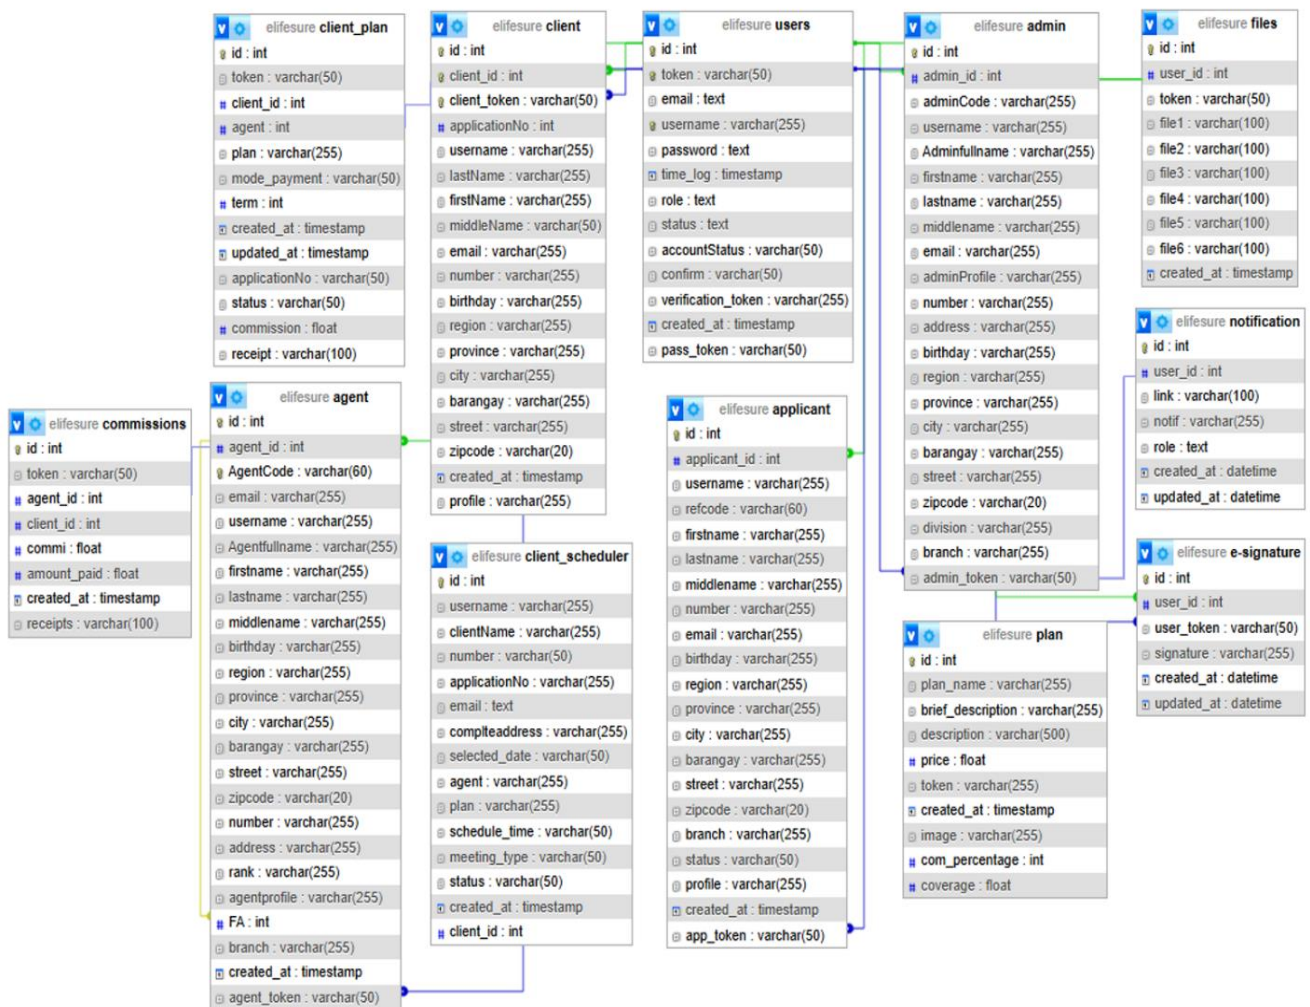 elifesure client_plan
id : int
token : varchar(50)
client_id : int
agent : int
plan : varchar(255)
mode_payment : varchar(50)
term : int
created_at : timestamp
updated_at : timestamp
applicationNo : varchar(50)
status : varchar(50)
commission : float
receipt : varchar(100)
elifesure client
id : int
client_id : int
client_token : varchar(50)
applicationNo : int
username : varchar(255)
lastName : varchar(255)
firstName : varchar(255)
middleName : varchar(50)
email : varchar(255)
number : varchar(255)
birthday : varchar(255)
region : varchar(255)
province : varchar(255)
city : varchar(255)
barangay : varchar(255)
street : varchar(255)
zipcode : varchar(20)
created_at : timestamp
profile : varchar(255)
elifesure users
id : int
token : varchar(50)
email : text
username : varchar(255)
password : text
time_log : timestamp
role : text
status : text
accountStatus : varchar(50)
confirm : varchar(50)
verification_token : varchar(255)
created_at : timestamp
pass_token : varchar(50)
elifesure admin
id : int
admin_id : int
adminCode : varchar(255)
username : varchar(255)
Adminfullname : varchar(255)
firstname : varchar(255)
lastname : varchar(255)
middlename : varchar(255)
email : varchar(255)
adminProfile : varchar(255)
number : varchar(255)
address : varchar(255)
birthday : varchar(255)
region : varchar(255)
province : varchar(255)
city : varchar(255)
barangay : varchar(255)
street : varchar(255)
zipcode : varchar(20)
division : varchar(255)
branch : varchar(255)
admin_token : varchar(50)
elifesure files
id : int
user_id : int
token : varchar(50)
file1 : varchar(100)
file2 : varchar(100)
file3 : varchar(100)
file4 : varchar(100)
file5 : varchar(100)
file6 : varchar(100)
created_at : timestamp
elifesure notification
id : int
user_id : int
link : varchar(100)
notif : varchar(255)
role : text
created_at : datetime
updated_at : datetime
elifesure commissions
id : int
token : varchar(50)
agent_id : int
client_id : int
commi : float
amount_paid : float
created_at : timestamp
receipts : varchar(100)
elifesure agent
id : int
agent_id : int
AgentCode : varchar(60)
email : varchar(255)
username : varchar(255)
Agentfullname : varchar(255)
firstname : varchar(255)
lastname : varchar(255)
middlename : varchar(255)
birthday : varchar(255)
region : varchar(255)
province : varchar(255)
city : varchar(255)
barangay : varchar(255)
street : varchar(255)
zipcode : varchar(20)
number : varchar(255)
address : varchar(255)
rank : varchar(255)
agentprofile : varchar(255)
FA : int
branch : varchar(255)
created_at : timestamp
agent_token : varchar(50)
elifesure client_scheduler
id : int
username : varchar(255)
clientName : varchar(255)
number : varchar(50)
applicationNo : varchar(255)
email : text
complteaddress : varchar(255)
selected_date : varchar(50)
agent : varchar(255)
plan : varchar(255)
schedule_time : varchar(50)
meeting_type : varchar(50)
status : varchar(50)
created_at : timestamp
client_id : int
elifesure applicant
id : int
applicant_id : int
username : varchar(255)
refcode : varchar(60)
firstname : varchar(255)
lastname : varchar(255)
middlename : varchar(255)
number : varchar(255)
email : varchar(255)
birthday : varchar(255)
region : varchar(255)
province : varchar(255)
city : varchar(255)
barangay : varchar(255)
street : varchar(255)
zipcode : varchar(20)
branch : varchar(255)
status : varchar(50)
profile : varchar(255)
created_at : timestamp
app_token : varchar(50)
elifesure e-signature
id : int
user_id : int
user_token : varchar(50)
signature : varchar(255)
created_at : datetime
updated_at : datetime
elifesure plan
id : int
plan_name : varchar(255)
brief_description : varchar(255)
description : varchar(500)
price : float
token : varchar(255)
created_at : timestamp
image : varchar(255)
com_percentage : int
coverage : float